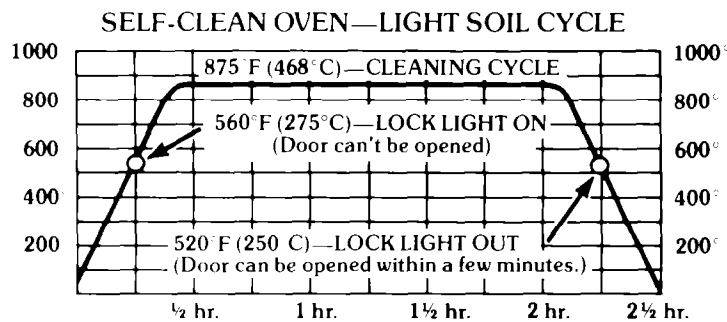 SELF-CLEAN OVEN—LIGHT SOIL CYCLE
1000 1000°
875°F (468°C)—CLEANING CYCLE
800 800°
560°F (275°C)—LOCK LIGHT ON
(Door can't be opened)
600 600°
400° 400°
520°F (250 C)—LOCK LIGHT OUT
200 200°
(Door can be opened within a few minutes.)
½ hr. 1 hr. 1½ hr. 2 hr. 2½ hr.